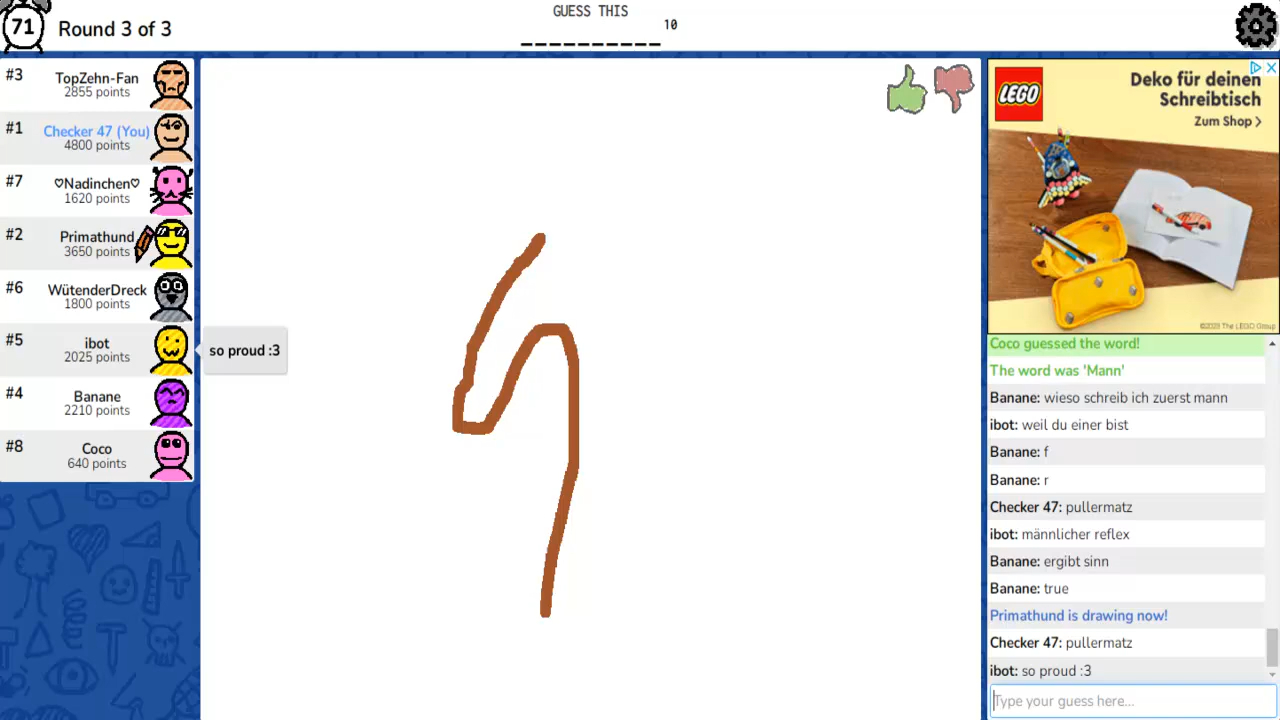 71
Round 3 of 3
GUESS THIS
__________ 10
#3
TopZehn-Fan
2855 points
#1
Checker 47 (You)
4800 points
#7
♡Nadinchen♡
1620 points
#2
Primathund
3650 points
#6
WütenderDreck
1800 points
#5
ibot
2025 points
so proud :3
#4
Banane
2210 points
#8
Coco
640 points
LEGO
Deko für deinen
Schreibtisch
Zum Shop >
©2023 The LEGO Group
Coco guessed the word!
The word was 'Mann'
Banane: wieso schreib ich zuerst mann
ibot: weil du einer bist
Banane: f
Banane: r
Checker 47: pullermatz
ibot: männlicher reflex
Banane: ergibt sinn
Banane: true
Primathund is drawing now!
Checker 47: pullermatz
ibot: so proud :3
Type your guess here...